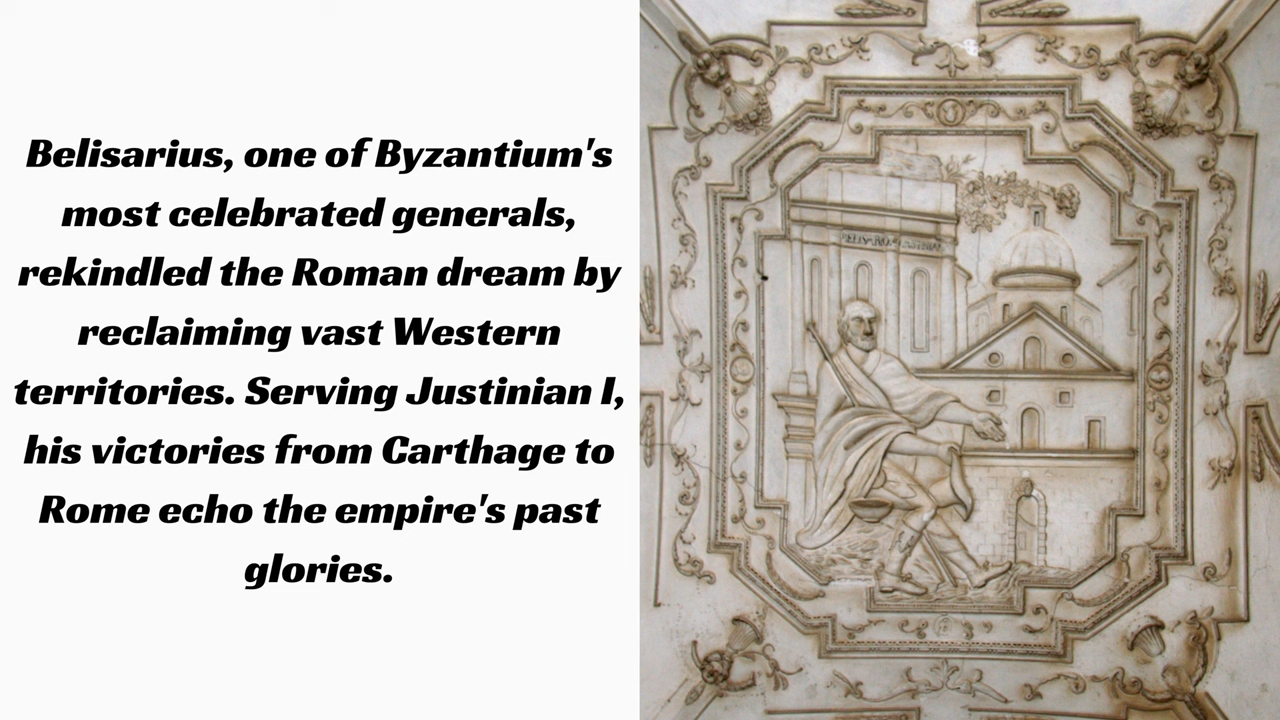 Belisarius, one of Byzantium's
most celebrated generals,
rekindled the Roman dream by
reclaiming vast Western
territories. Serving Justinian I,
his victories from Carthage to
Rome echo the empire's past
glories.